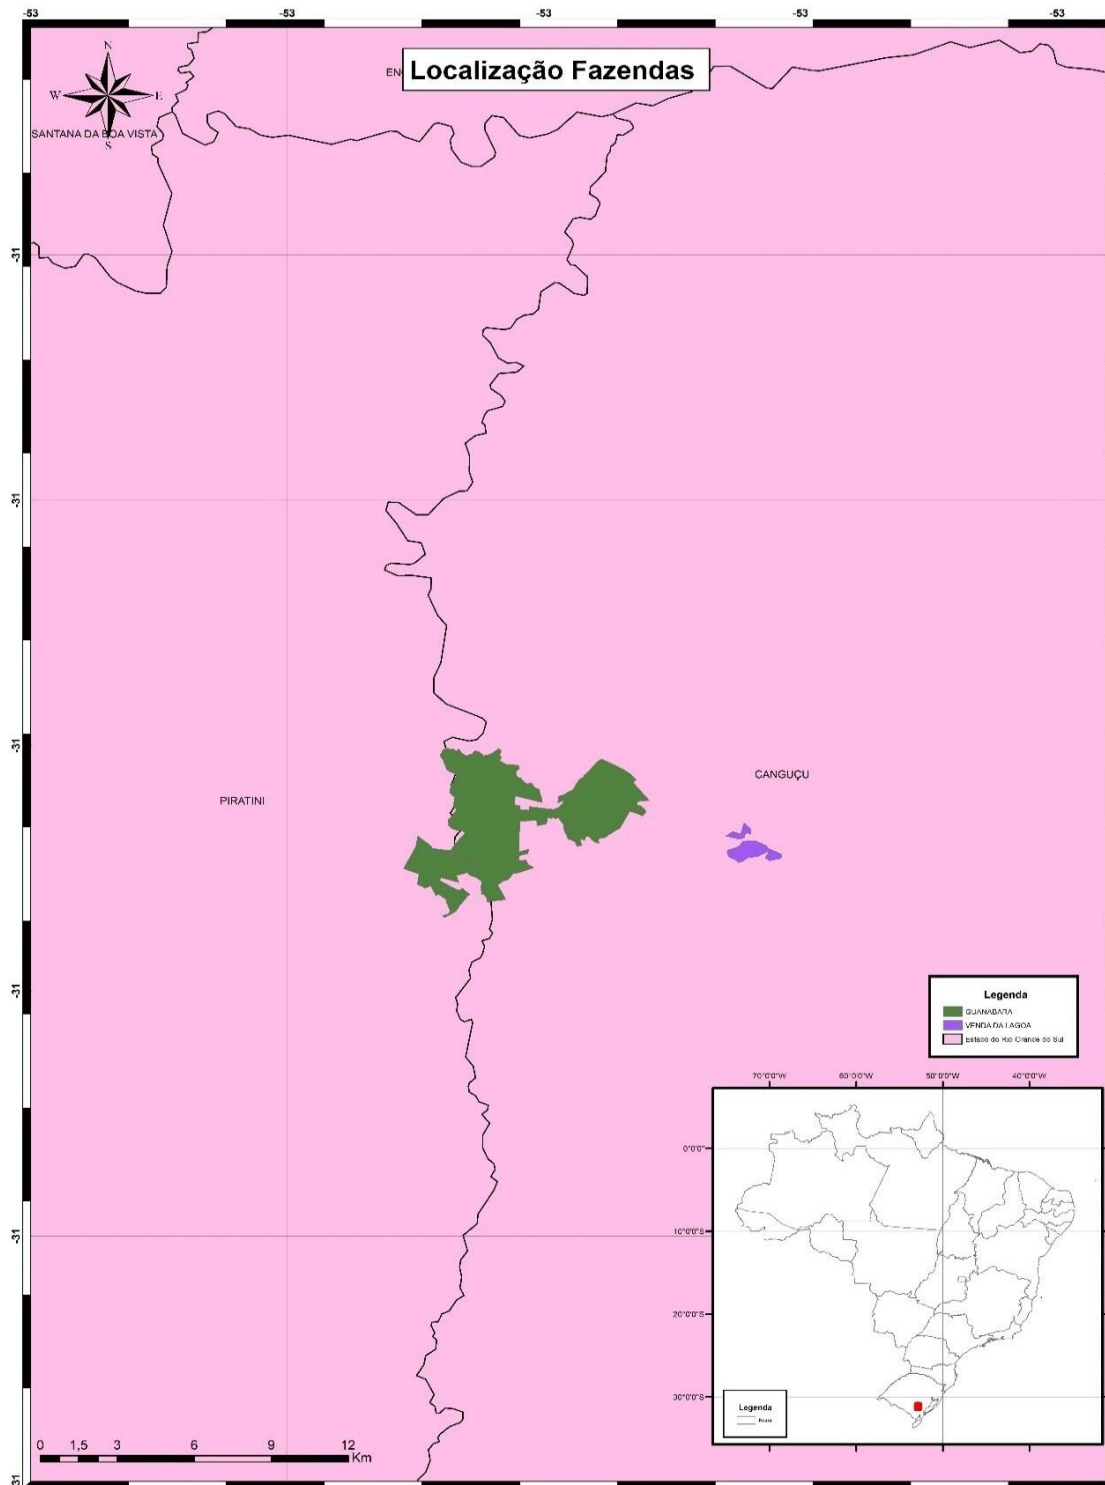 -53 -53 -53 -53 -53
N
W E
S
Localização Fazendas
SANTANA DA BOA VISTA
-31
-31
-31
CANGUÇU
PIRATINI
-31
Legenda
GUANABARA
VENDA DA LAGOA
Estado do Rio Grande do Sul
70°0'0"W 60°0'0"W 50°0'0"W 40°0'0"W
0°0'0"
10°0'0"S
-31
20°0'0"S
30°0'0"S
Legenda
0 1,5 3 6 9 12
Km